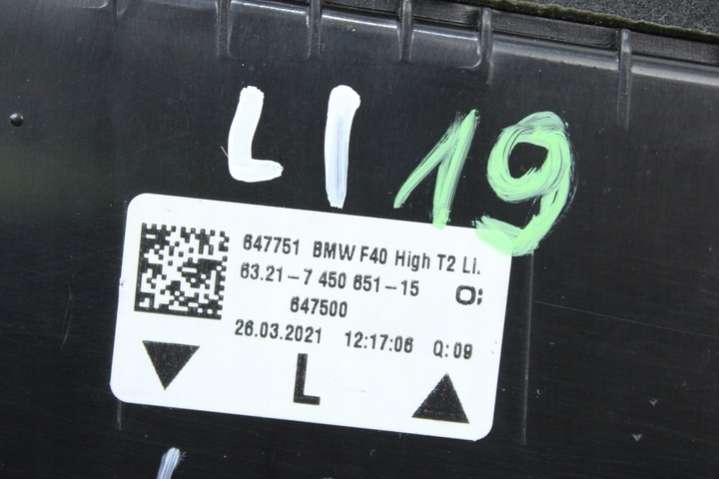 LI 19
647751 BMW F40 High T2 LI.
63.21-7 450 651-15 O:
647500
26.03.2021 12:17:06 Q:09
L